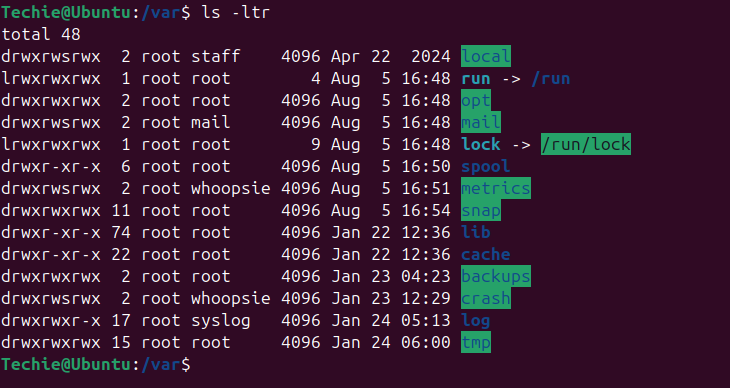 Techie@Ubuntu:/var$ ls -ltr
total 48
drwxrwsrwx  2 root staff    4096 Apr 22  2024 local
lrwxrwxrwx  1 root root        4 Aug  5 16:48 run -> /run
drwxrwxrwx  2 root root     4096 Aug  5 16:48 opt
drwxrwsrwx  2 root mail     4096 Aug  5 16:48 mail
lrwxrwxrwx  1 root root        9 Aug  5 16:48 lock -> /run/lock
drwxr-xr-x  6 root root     4096 Aug  5 16:50 spool
drwxrwsrwx  2 root whoopsie 4096 Aug  5 16:51 metrics
drwxrwxrwx 11 root root     4096 Aug  5 16:54 snap
drwxr-xr-x 74 root root     4096 Jan 22 12:36 lib
drwxr-xr-x 22 root root     4096 Jan 22 12:36 cache
drwxrwxrwx  2 root root     4096 Jan 23 04:23 backups
drwxrwsrwx  2 root whoopsie 4096 Jan 23 12:29 crash
drwxrwxr-x 17 root syslog   4096 Jan 24 05:13 log
drwxrwxrwx 15 root root     4096 Jan 24 06:00 tmp
Techie@Ubuntu:/var$